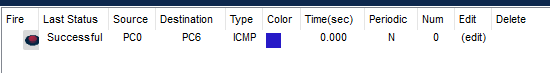 Fire Last Status Source Destination Type Color Time(sec) Periodic Num Edit Delete
Successful PC0 PC6 ICMP 0.000 N 0 (edit)